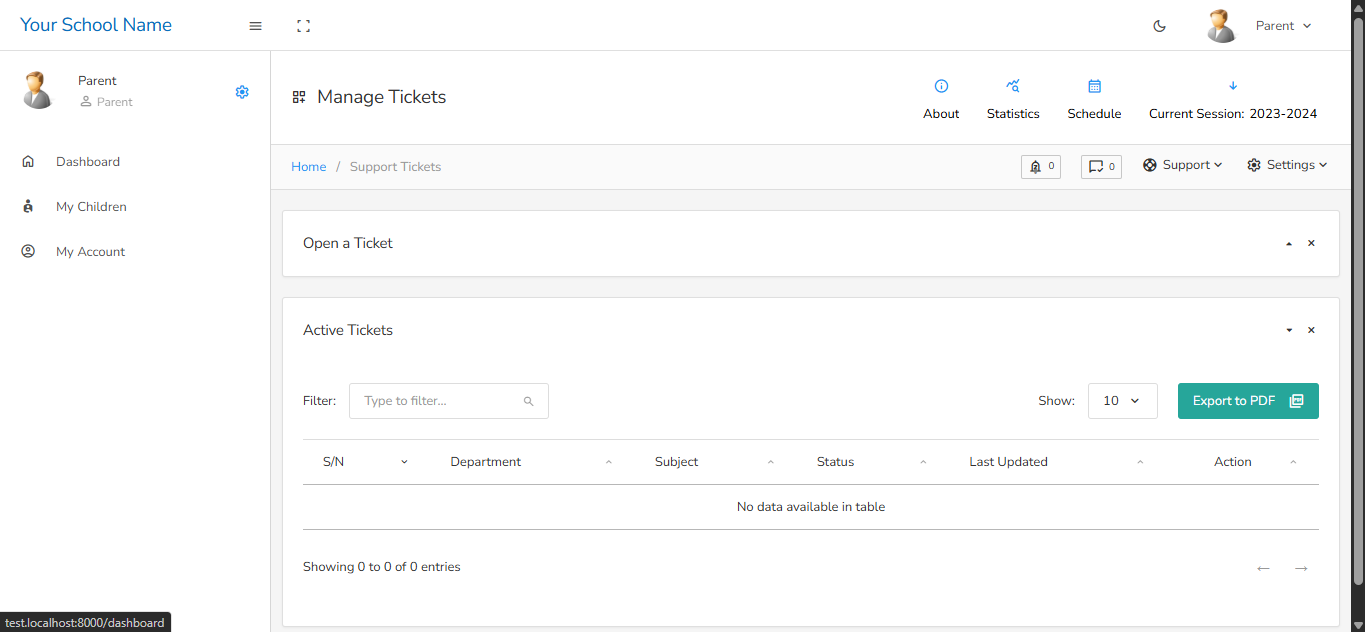 Your School Name
Parent
Parent
Parent
Dashboard
My Children
My Account
Manage Tickets
About
Statistics
Schedule
Current Session: 2023-2024
Home / Support Tickets
0
0
Support
Settings
Open a Ticket
Active Tickets
Filter: Type to filter...
Show: 10
Export to PDF
S/N Department Subject Status Last Updated Action
No data available in table
Showing 0 to 0 of 0 entries
← →
test.localhost:8000/dashboard